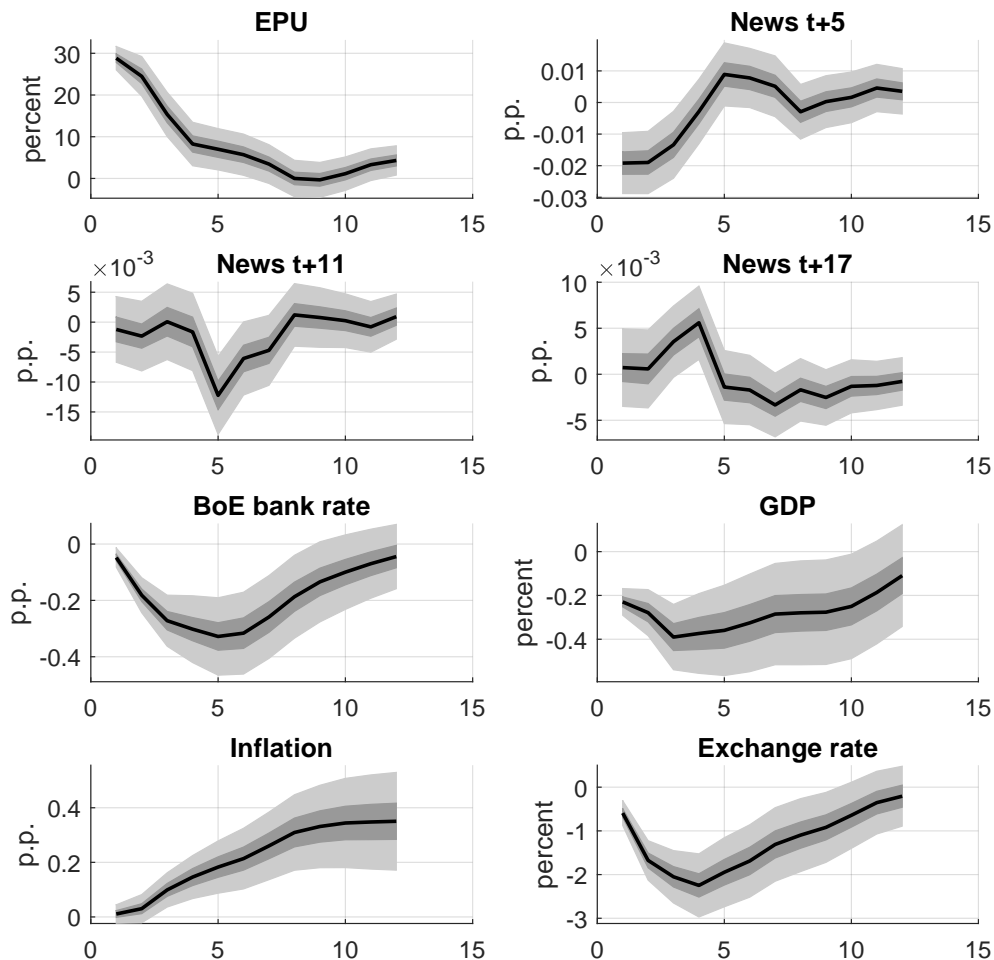 EPU
News t+5
30
20
10
0
percent
0.01
0
-0.01
-0.02
-0.03
p.p.
0 5 10 15
0 5 10 15
×10⁻³
News t+11
×10⁻³
News t+17
5
0
-5
-10
-15
p.p.
10
5
0
-5
p.p.
0 5 10 15
0 5 10 15
BoE bank rate
GDP
0
-0.2
-0.4
p.p.
0
-0.2
-0.4
percent
0 5 10 15
0 5 10 15
Inflation
Exchange rate
0.4
0.2
0
p.p.
0
-1
-2
-3
percent
0 5 10 15
0 5 10 15